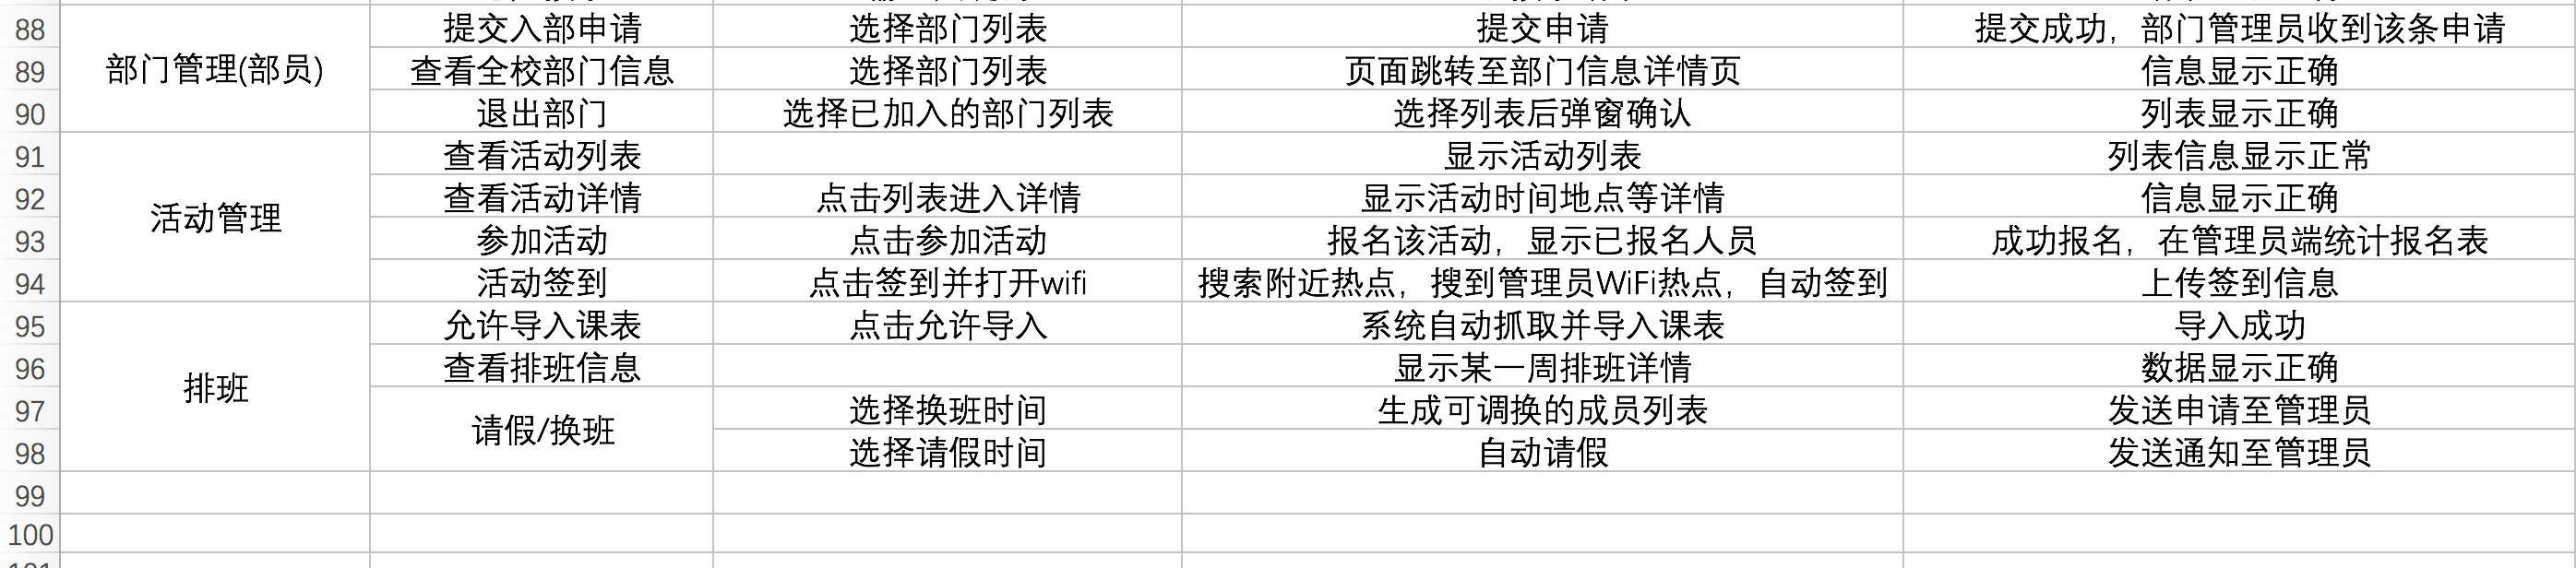 88 提交入部申请 选择部门列表 提交申请 提交成功，部门管理员收到该条申请
部门管理(部员)
89 查看全校部门信息 选择部门列表 页面跳转至部门信息详情页 信息显示正确
90 退出部门 选择已加入的部门列表 选择列表后弹窗确认 列表显示正确
91 查看活动列表 显示活动列表 列表信息显示正常
92 查看活动详情 点击列表进入详情 显示活动时间地点等详情 信息显示正确
活动管理
93 参加活动 点击参加活动 报名该活动，显示已报名人员 成功报名，在管理员端统计报名表
94 活动签到 点击签到并打开wifi 搜索附近热点，搜到管理员WiFi热点，自动签到 上传签到信息
95 允许导入课表 点击允许导入 系统自动抓取并导入课表 导入成功
96 查看排班信息 显示某一周排班详情 数据显示正确
排班
97 选择换班时间 生成可调换的成员列表 发送申请至管理员
请假/换班
98 选择请假时间 自动请假 发送通知至管理员
99
100